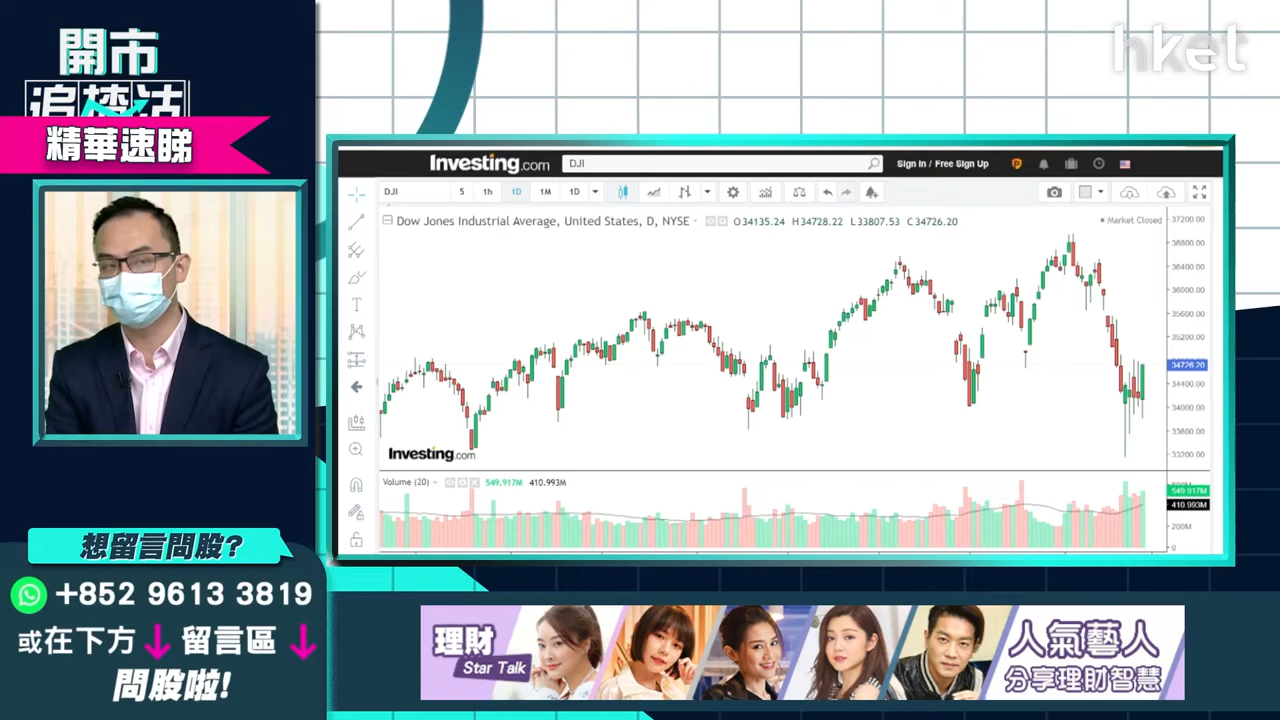 開市
追揸沽
精華速睇
想留言問股?
+852 9613 3819
或在下方 留言區
問股啦!
hket
Investing.com
DJI
Sign In / Free Sign Up
DJI
5
1h
1D
1M
1D
Dow Jones Industrial Average, United States, D, NYSE
O34135.24 H34728.22 L33807.53 C34726.20
Market Closed
37200.00
36800.00
36400.00
36000.00
35600.00
35200.00
34726.20
34400.00
34000.00
33600.00
33200.00
Investing.com
Volume (20)
549.917M
410.993M
549.917M
410.993M
200M
0
理財
Star Talk
人氣藝人
分享理財智慧